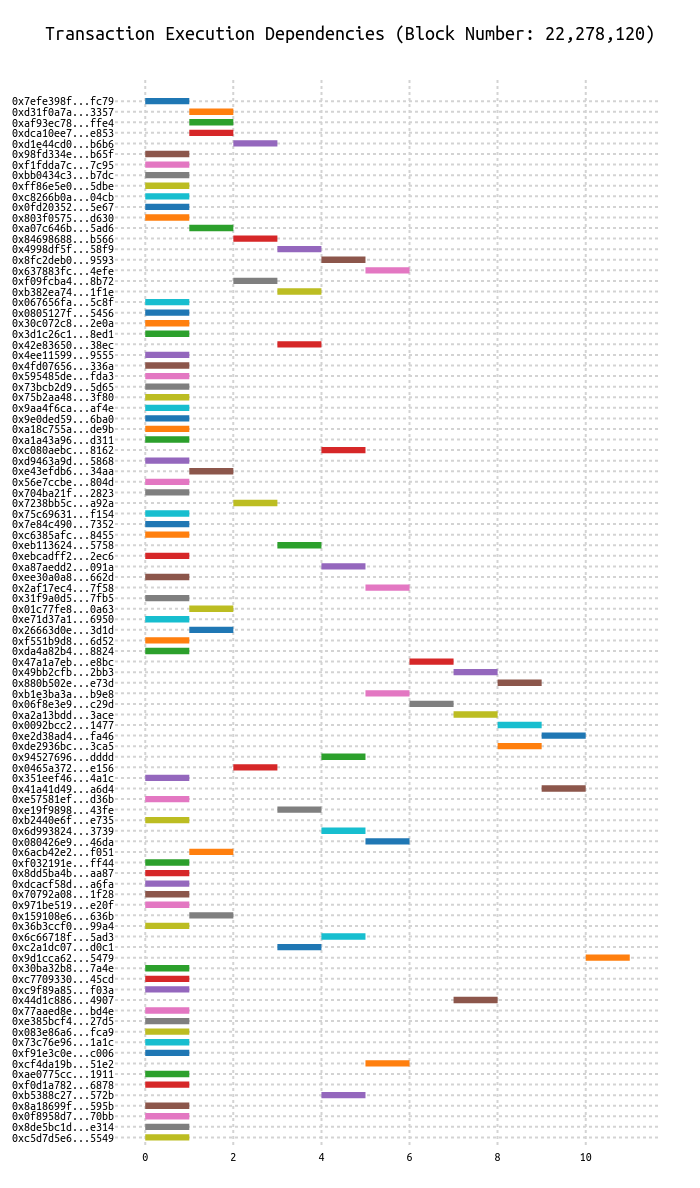 Transaction Execution Dependencies (Block Number: 22,278,120)
0x7efe398f...fc79
0xd31f0a7a...3357
0xaf93ec78...ffe4
0xdca10ee7...e853
0xd1e44cd0...b6b6
0x98fd334e...b65f
0xf1fdda7c...7c95
0xbb0434c3...b7dc
0xff86e5e0...5dbe
0xc8266b0a...04cb
0x0fd20352...5e67
0x803f0575...d630
0xa07c646b...5ad6
0x84698688...b566
0x4998df5f...58f9
0x8fc2deb0...9593
0x637883fc...4efe
0xf09fcba4...8b72
0xb382ea74...1f1e
0x067656fa...5c8f
0x0805127f...5456
0x30c072c8...2e0a
0x3d1c26c1...8ed1
0x42e83650...38ec
0x4ee11599...9555
0x4fd07656...336a
0x595485de...fda3
0x73bcb2d9...5d65
0x75b2aa48...3f80
0x9aa4f6ca...af4e
0x9e0ded59...6ba0
0xa18c755a...de9b
0xa1a43a96...d311
0xc080aebc...8162
0xd9463a9d...5868
0xe43efdb6...34aa
0x56e7ccbe...804d
0x704ba21f...2823
0x7238bb5c...a92a
0x75c69631...f154
0x7e84c490...7352
0xc6385afc...8455
0xeb113624...5758
0xebcadff2...2ec6
0xa87aedd2...091a
0xee30a0a8...662d
0x2af17ec4...7f58
0x31f9a0d5...7fb5
0x01c77fe8...0a63
0xe71d37a1...6950
0x26663d0e...3d1d
0xf551b9d8...6d52
0xda4a82b4...8824
0x47a1a7eb...e8bc
0x49bb2cfb...2bb3
0x880b502e...e73d
0xb1e3ba3a...b9e8
0x06f8e3e9...c29d
0xa2a13bdd...3ace
0x0092bcc2...1477
0xe2d38ad4...fa46
0xde2936bc...3ca5
0x94527696...dddd
0x0465a372...e156
0x351eef46...4a1c
0x41a41d49...a6d4
0xe57581ef...d36b
0xe19f9898...43fe
0xb2440e6f...e735
0x6d993824...3739
0x080426e9...46da
0x6acb42e2...f051
0xf032191e...ff44
0x8dd5ba4b...aa87
0xdcacf58d...a6fa
0x70792a08...1f28
0x971be519...e20f
0x159108e6...636b
0x36b3ccf0...99a4
0x6c66718f...5ad3
0xc2a1dc07...d0c1
0x9d1cca62...5479
0x30ba32b8...7a4e
0xc7709330...45cd
0xc9f89a85...f03a
0x44d1c886...4907
0x77aaed8e...bd4e
0xe385bcf4...27d5
0x083e86a6...fca9
0x73c76e96...1a1c
0xf91e3c0e...c006
0xcf4da19b...51e2
0xae0775cc...1911
0xf0d1a782...6878
0xb5388c27...572b
0x8a18699f...595b
0x0f8958d7...70bb
0x8de5bc1d...e314
0xc5d7d5e6...5549
0 2 4 6 8 10